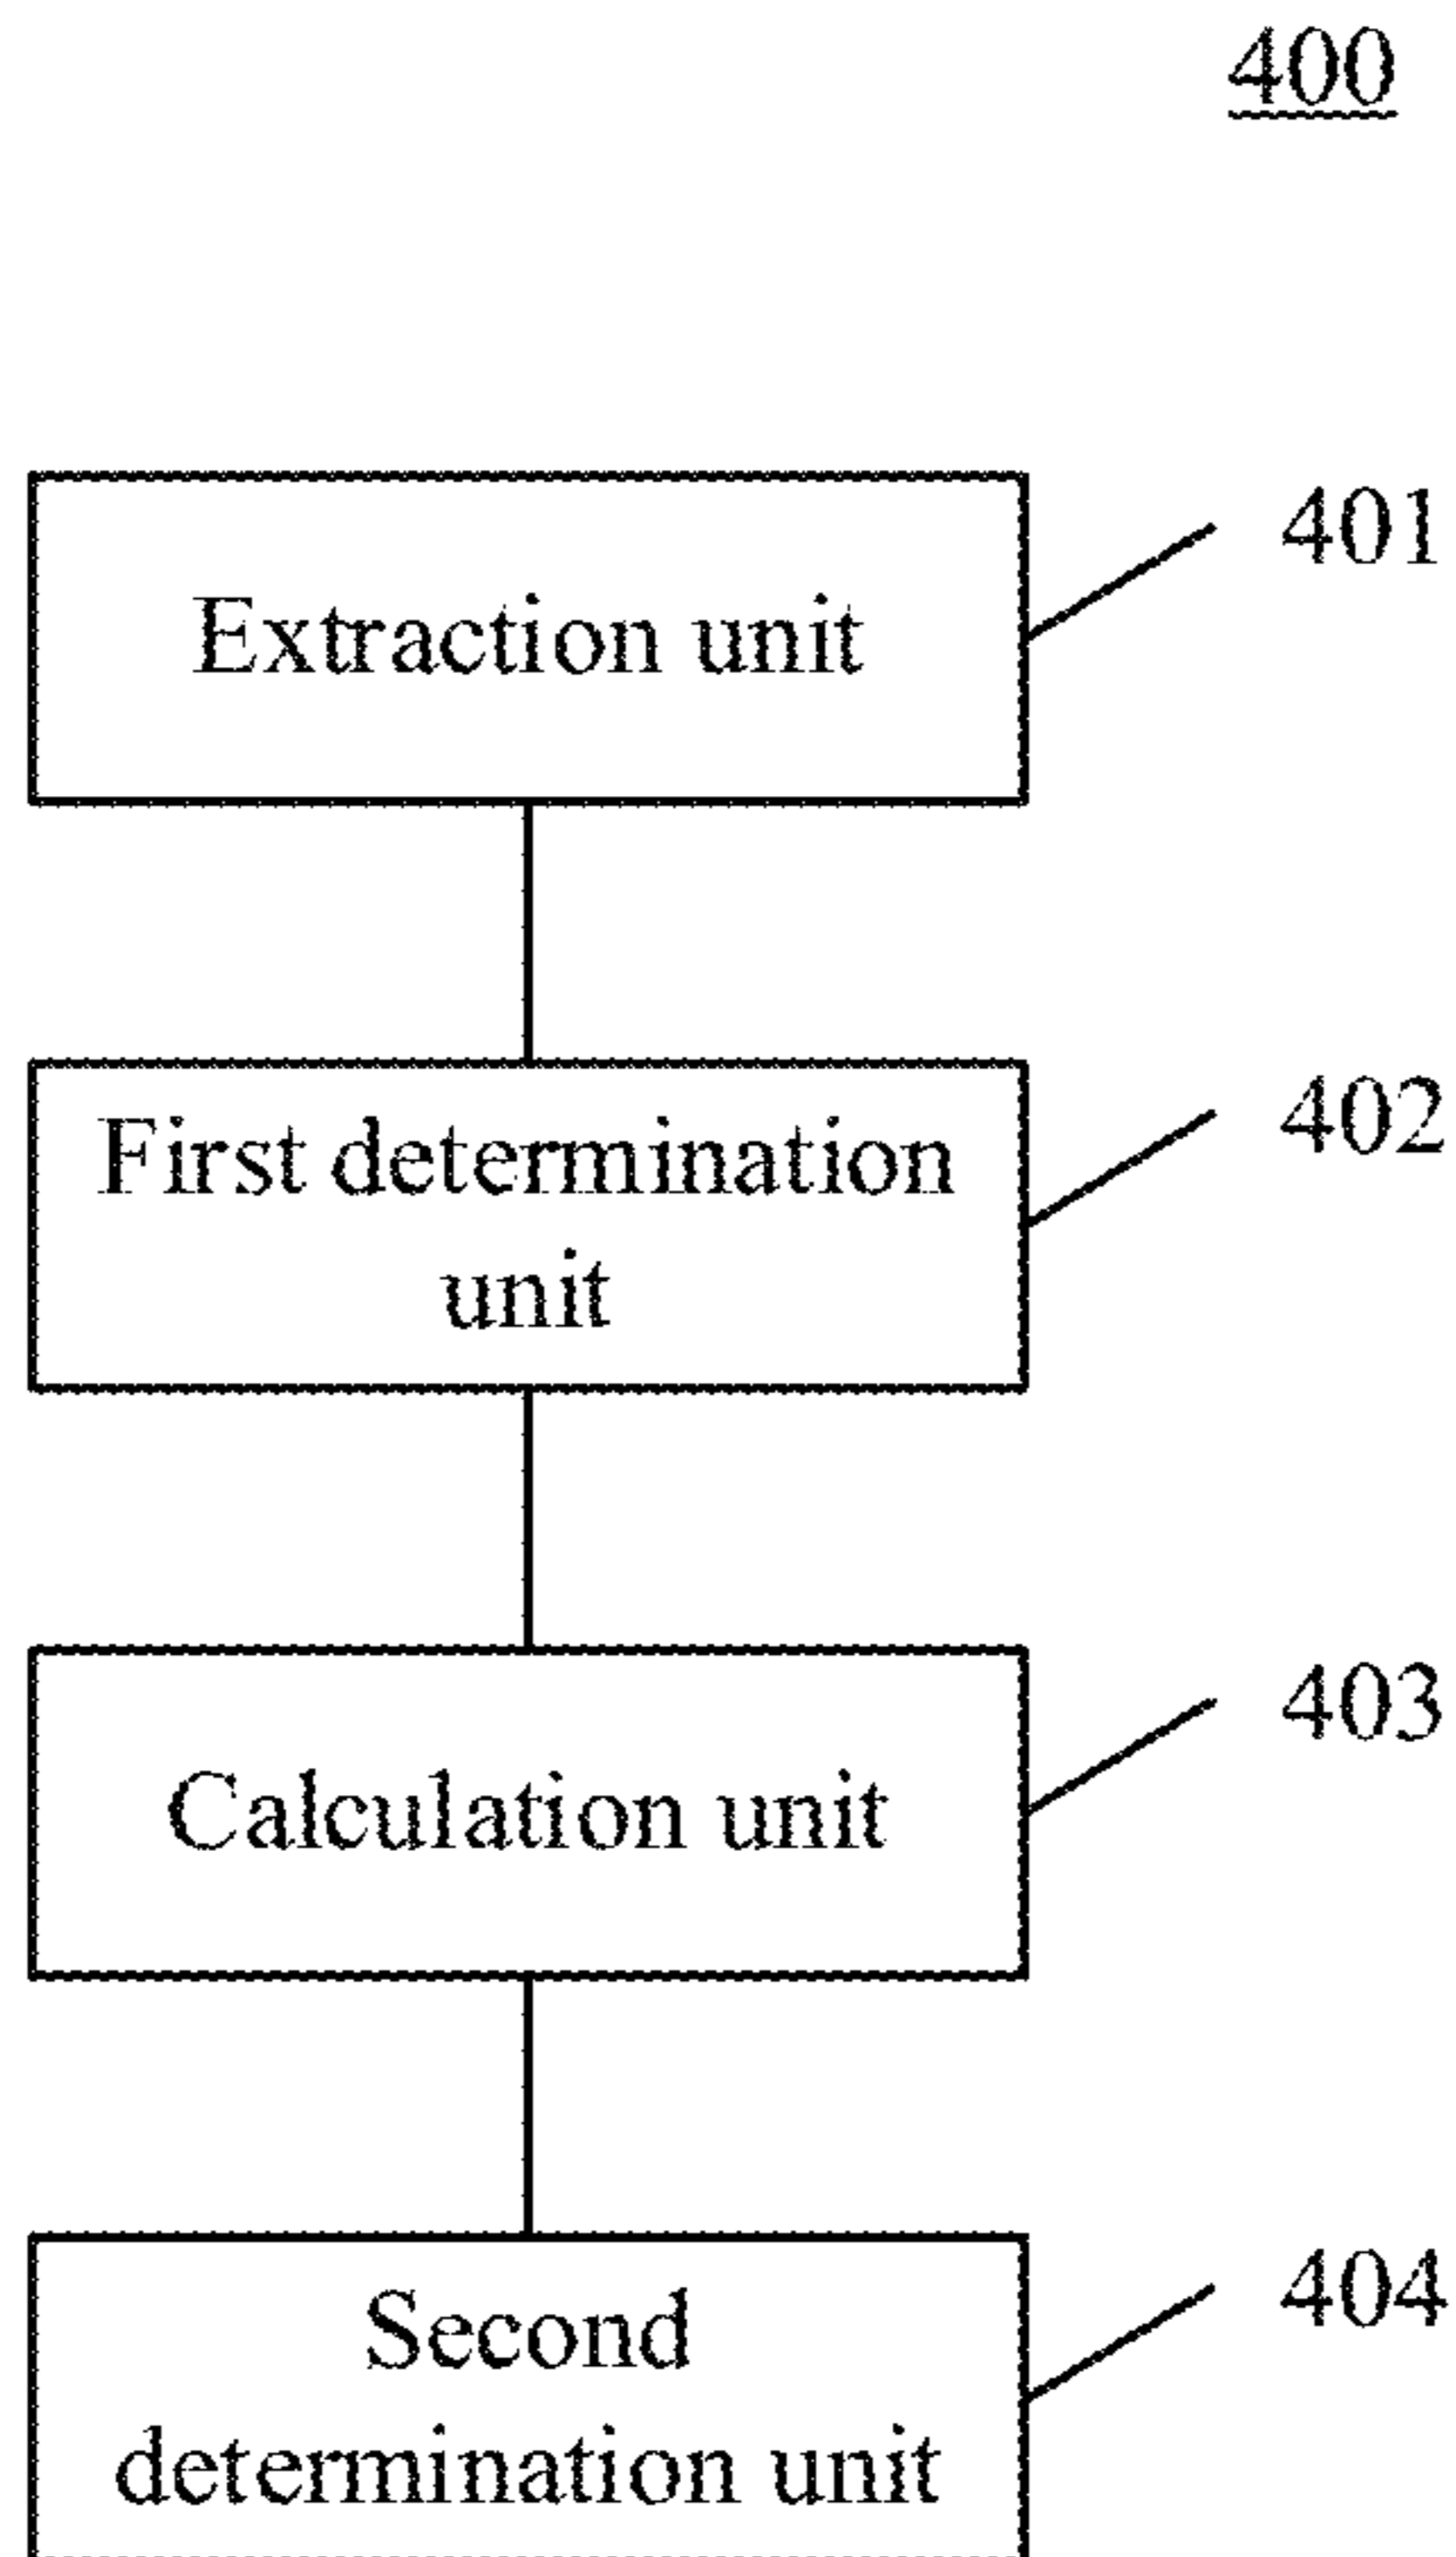 400
Extraction unit
401
First determination
unit
402
Calculation unit
403
Second
determination unit
404